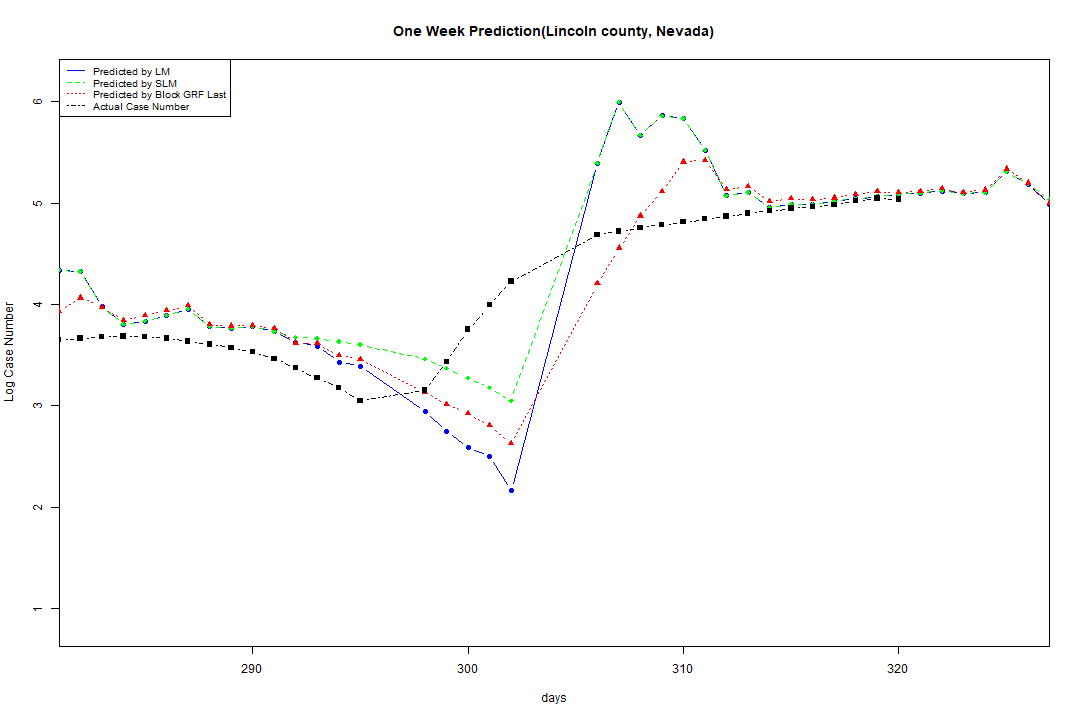 One Week Prediction(Lincoln county, Nevada)
Predicted by LM
Predicted by SLM
Predicted by Block GRF Last
Actual Case Number
6
5
4
3
2
1
Log Case Number
290 300 310 320
days